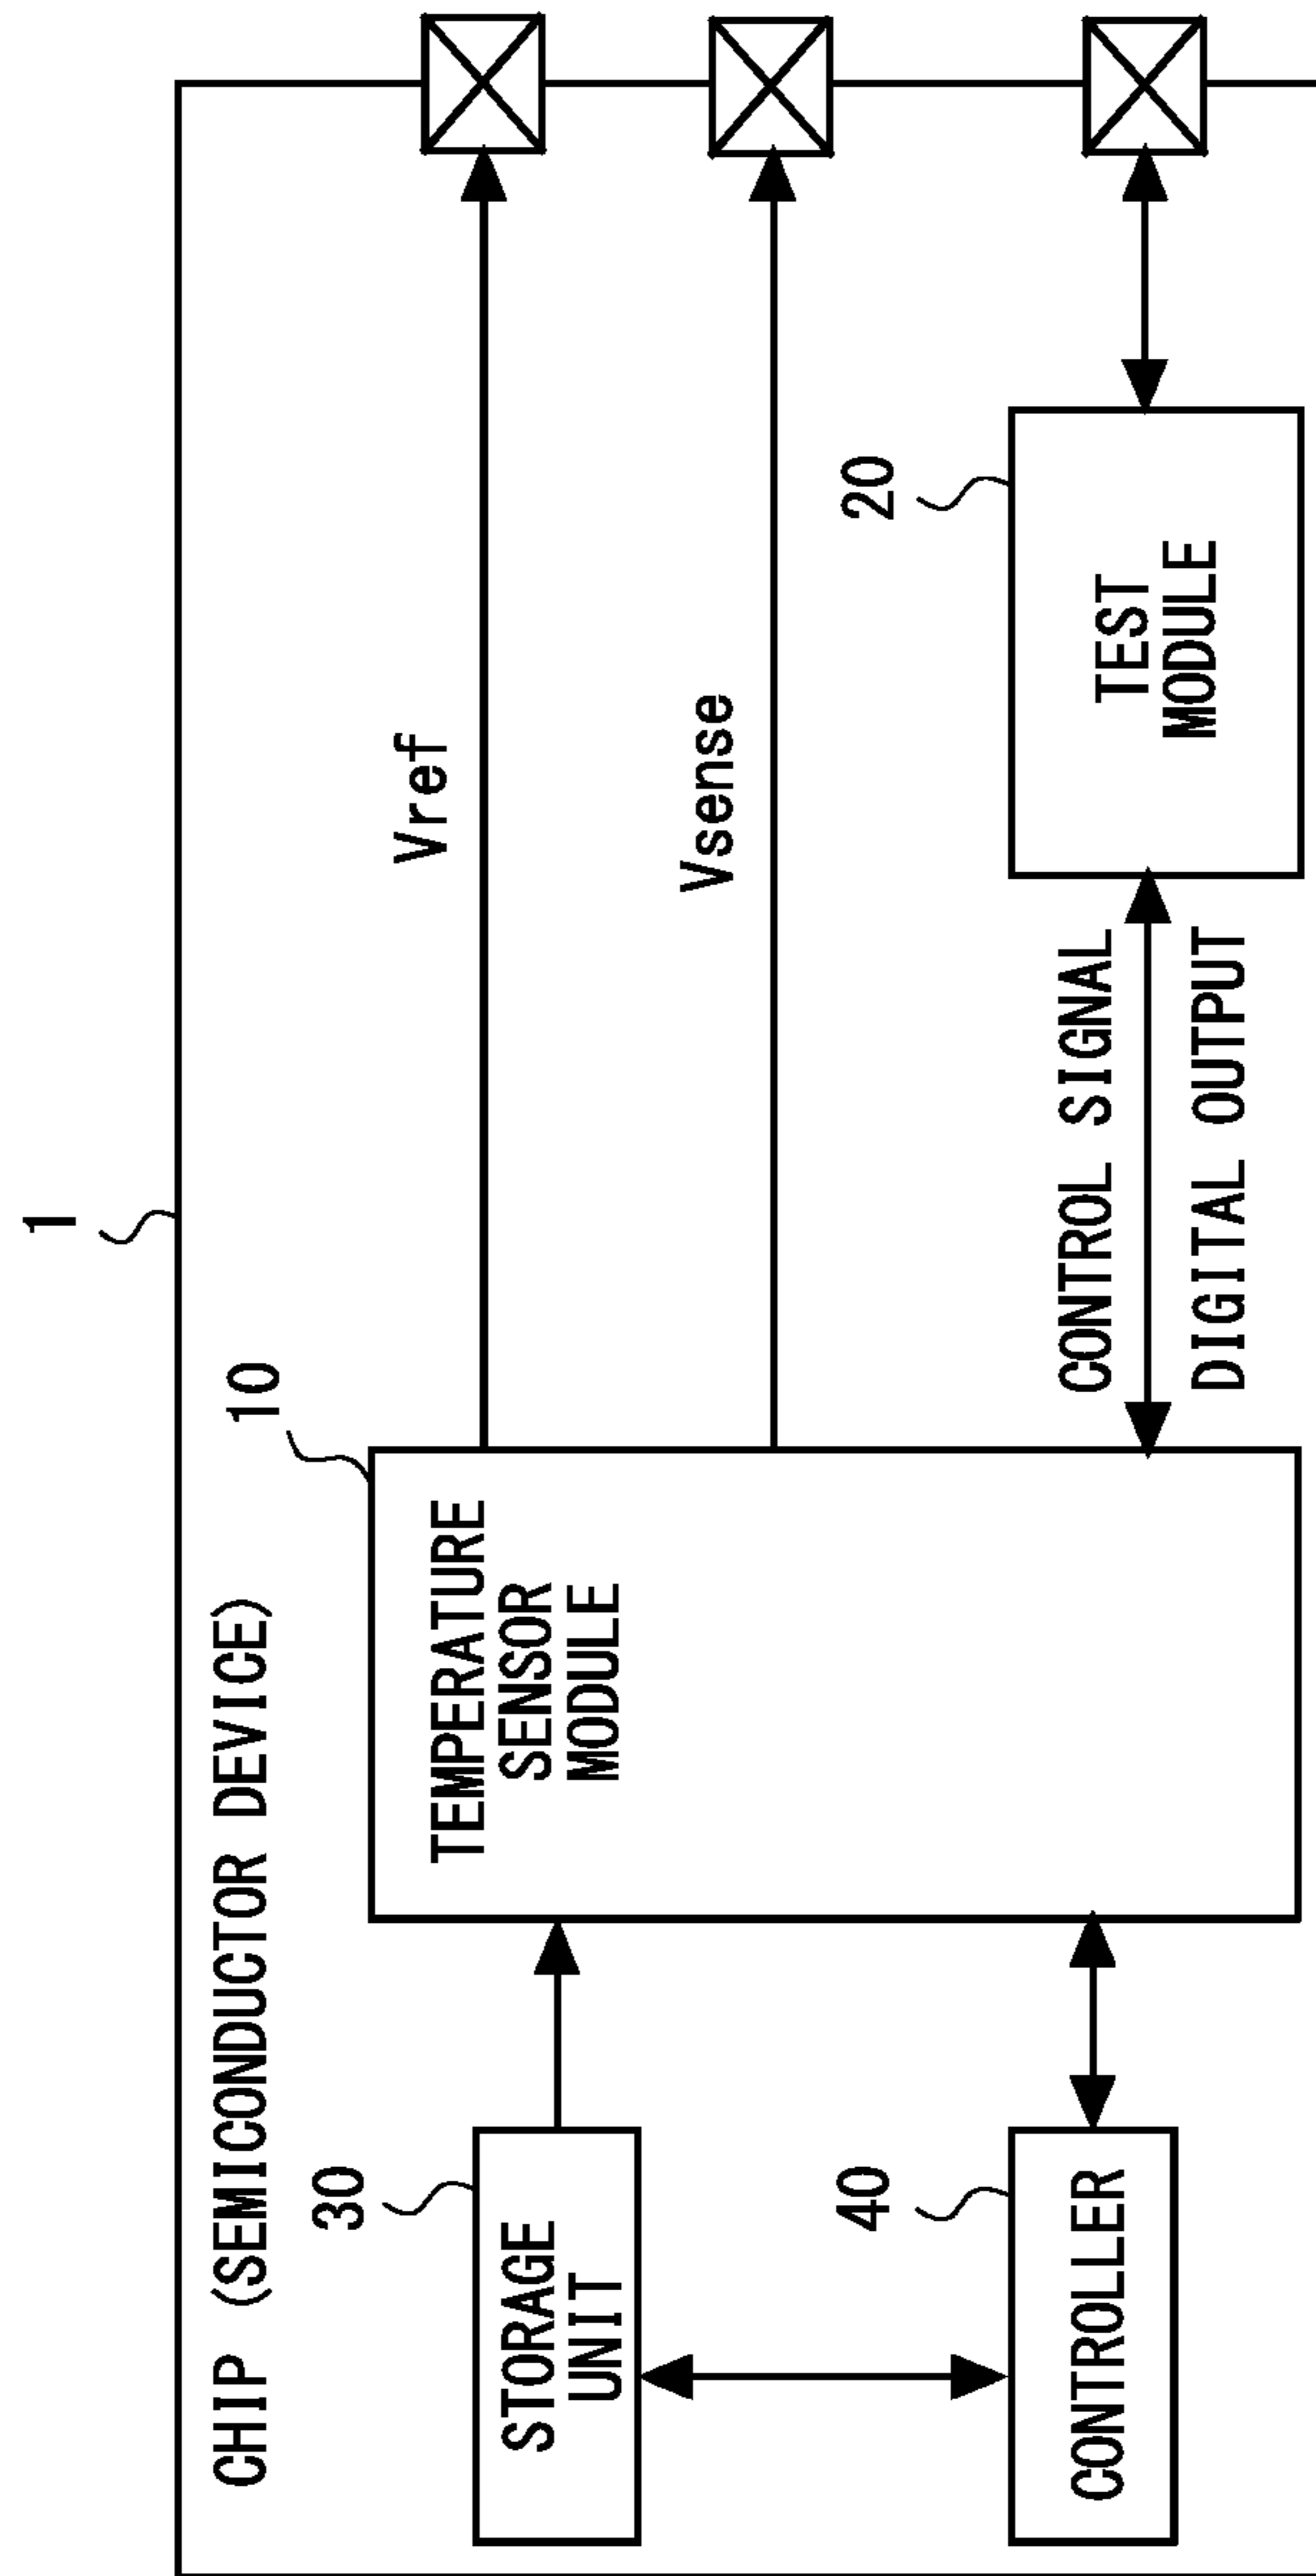 1
CHIP (SEMICONDUCTOR DEVICE)
10
30
STORAGE
UNIT
TEMPERATURE
SENSOR
MODULE
Vref
Vsense
40
20
CONTROLLER
CONTROL SIGNAL
DIGITAL OUTPUT
TEST
MODULE